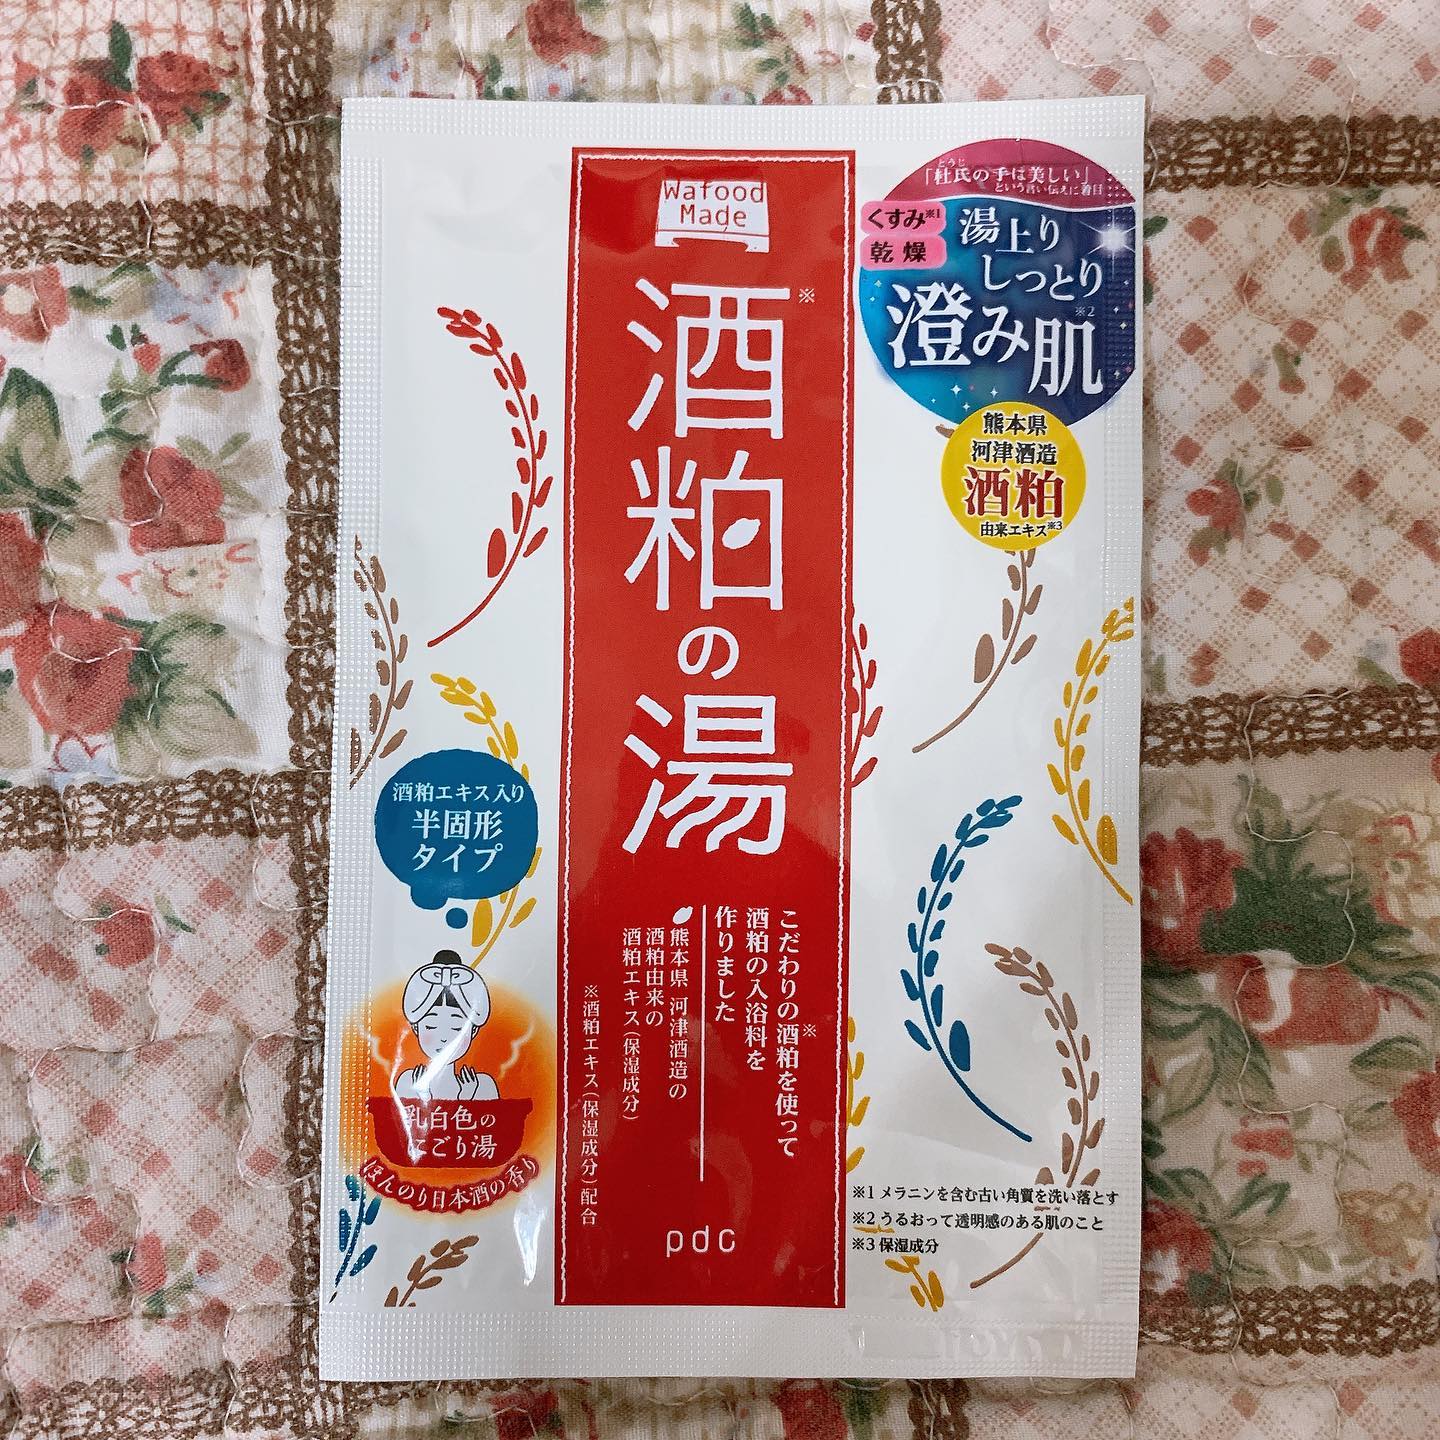 Wafood
Made
酒粕の湯※
こだわりの酒粕※を使って
酒粕の入浴料を
作りました
熊本県 河津酒造の
酒粕由来の
酒粕エキス(保湿成分)
※酒粕エキス(保湿成分)配合
pdc
「杜氏の手は美しい」
とうじ
という言い伝えに着目
くすみ※1
乾燥
湯上り
しっとり
澄み肌※2
熊本県
河津酒造
酒粕
由来エキス※3
酒粕エキス入り
半固形
タイプ
乳白色の
にごり湯
ほんのり日本酒の香り
※1 メラニンを含む古い角質を洗い落とす
※2 うるおって透明感のある肌のこと
※3 保湿成分